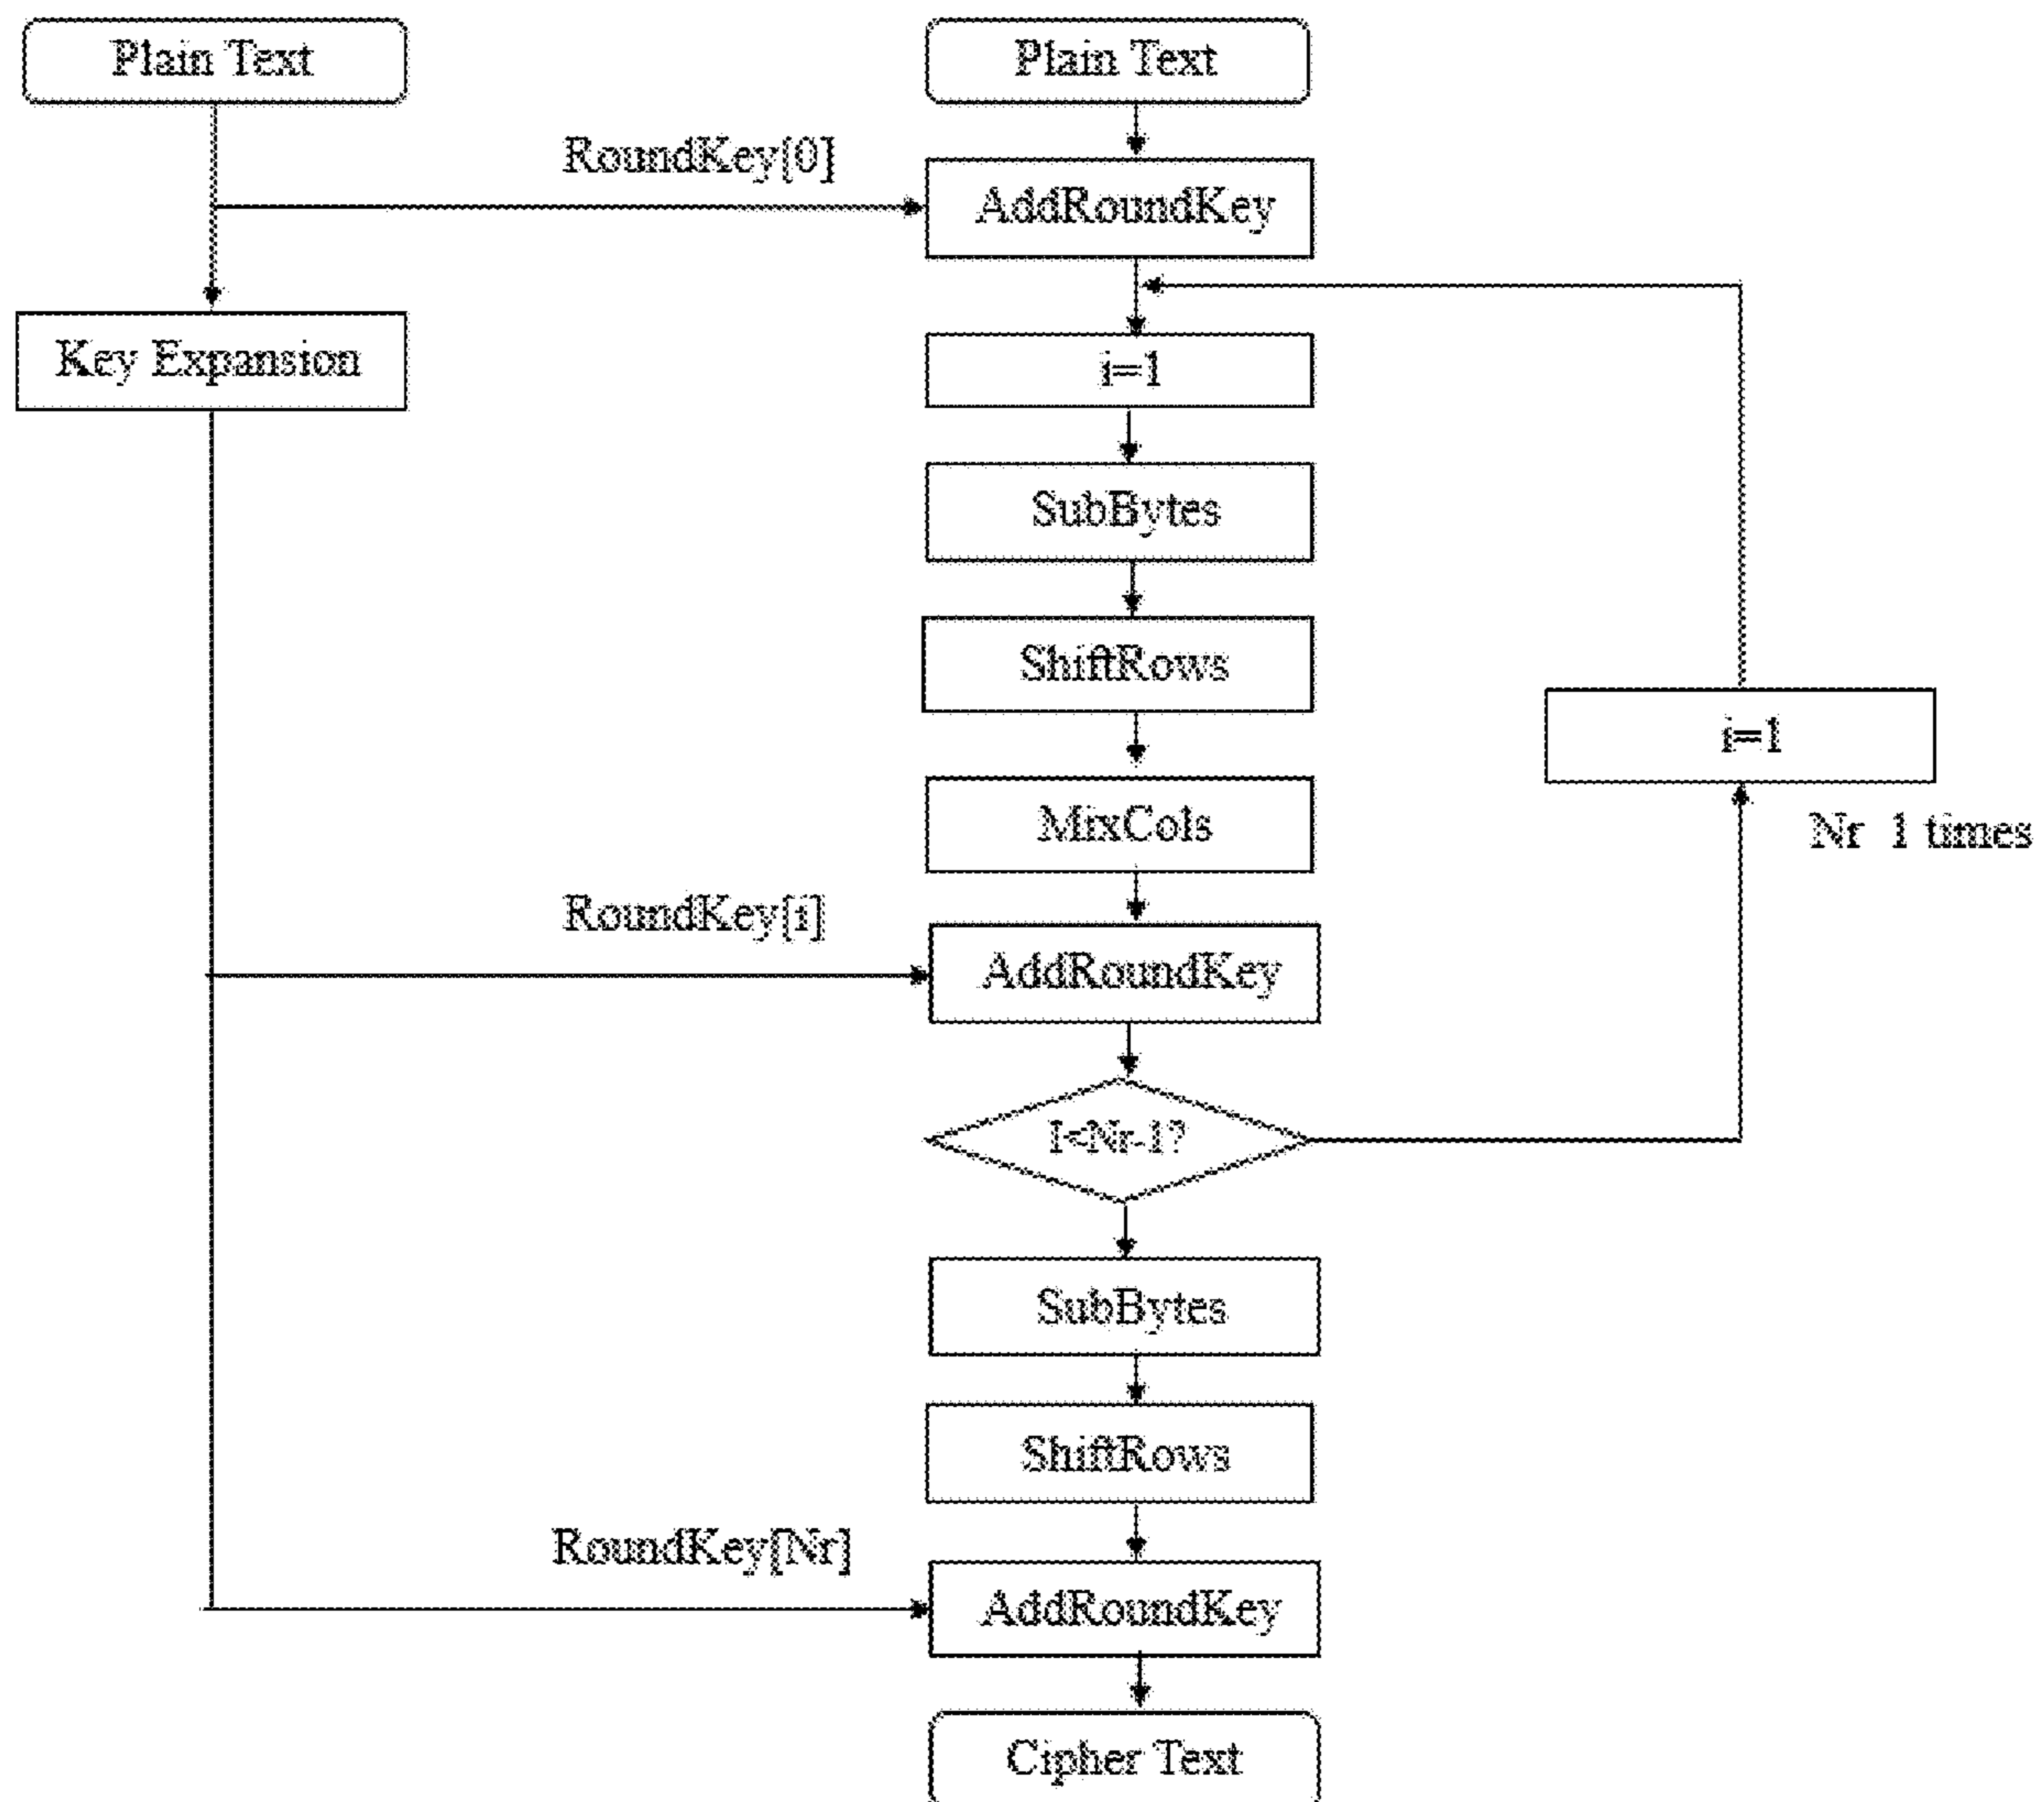 Plain Text
Plain Text
RoundKey[0]
AddRoundKey
Key Expansion
i=1
SubBytes
ShiftRows
i=1
MixCols
Nr 1 times
RoundKey[i]
AddRoundKey
I<Nr-1?
SubBytes
ShiftRows
RoundKey[Nr]
AddRoundKey
Cipher Text